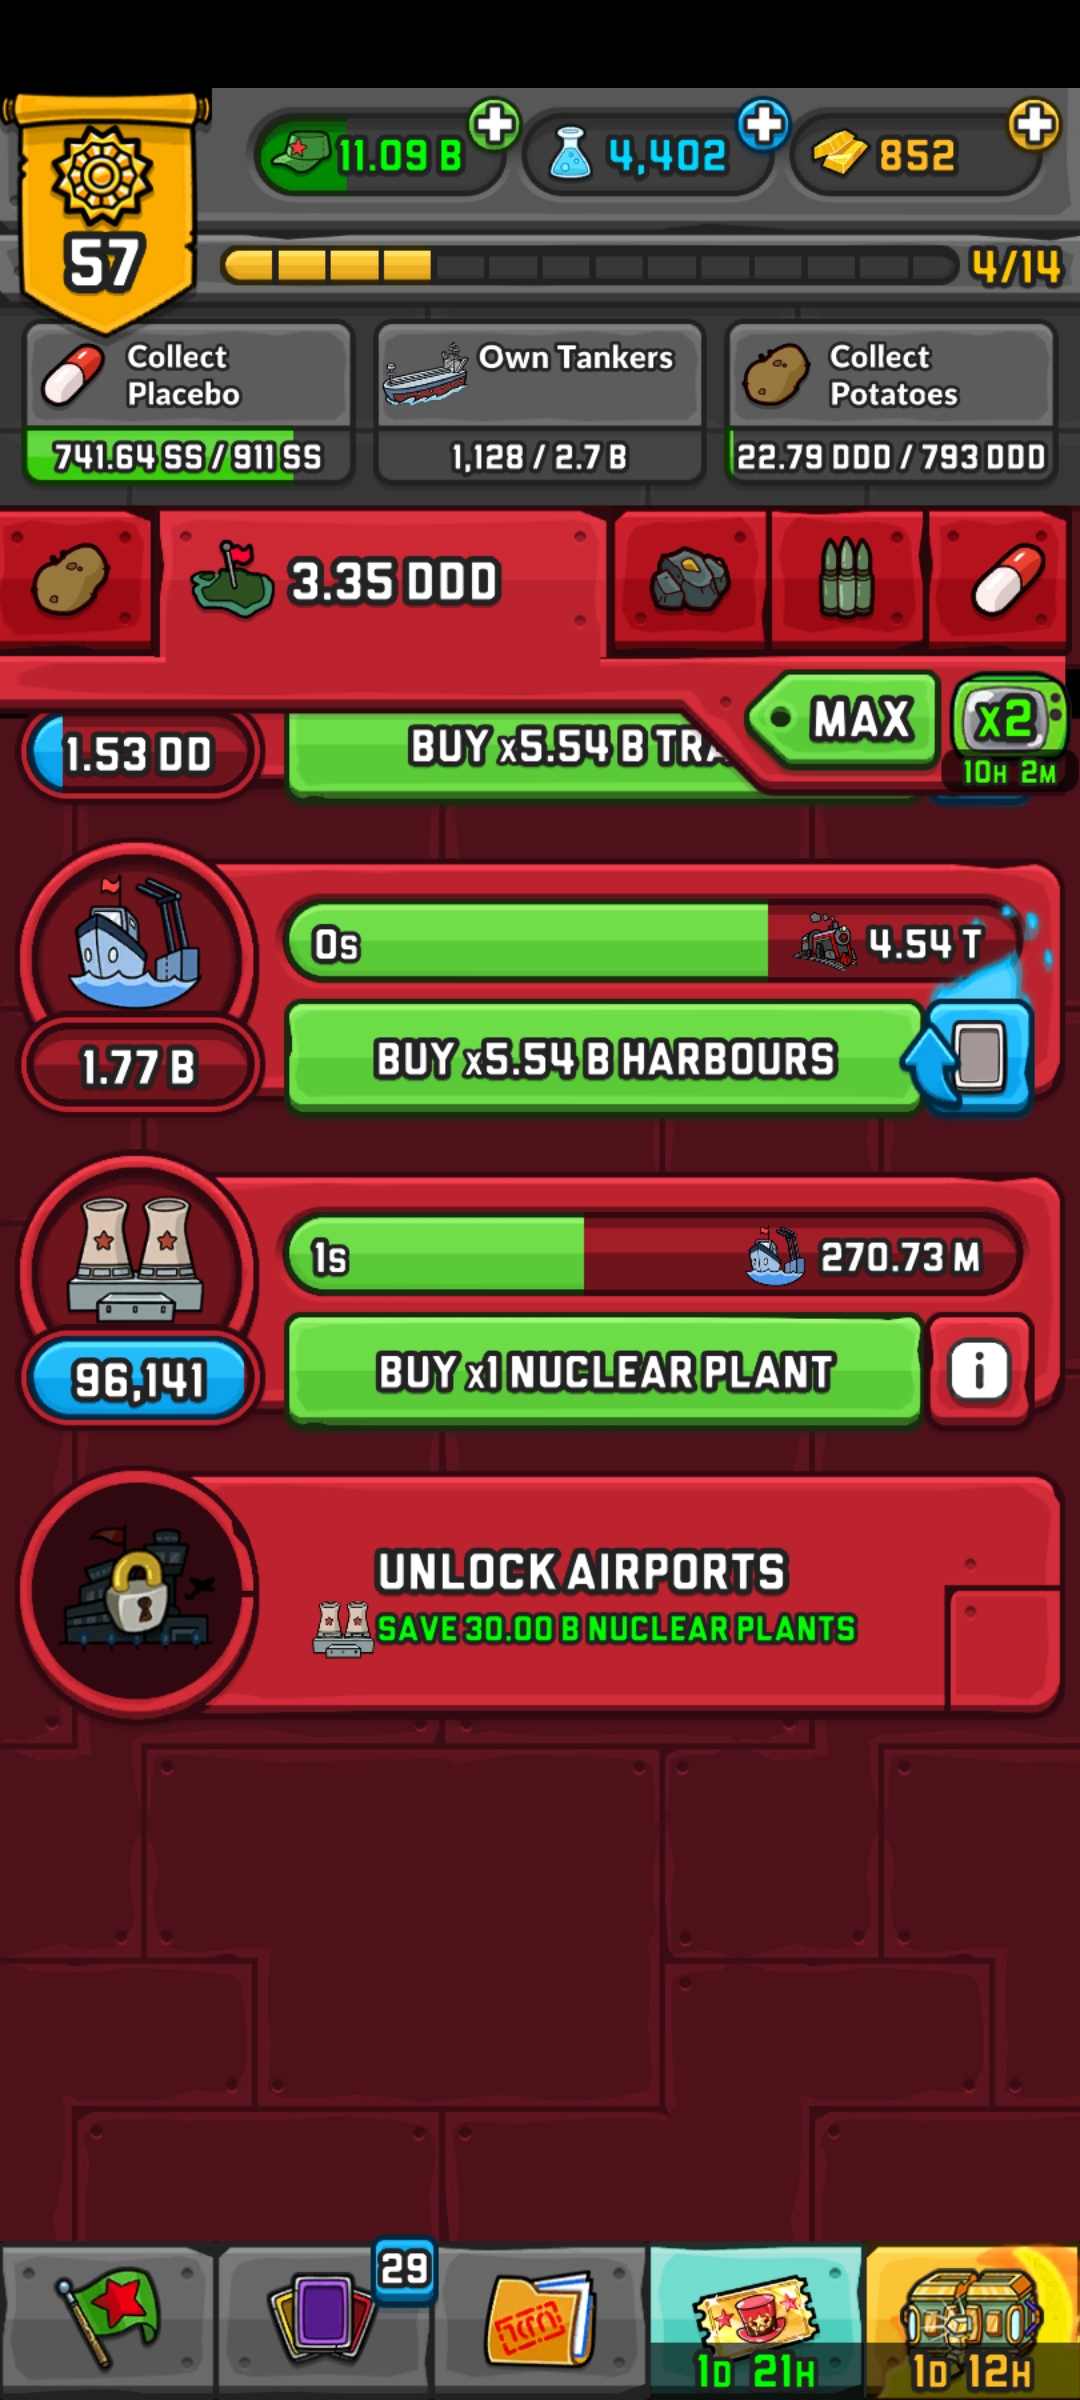 11.09 B
4,402
852
57
4/14
Collect
Placebo
741.64 SS / 911 SS
Own Tankers
1,128 / 2.7 B
Collect
Potatoes
22.79 DDD / 793 DDD
3.35 DDD
MAX
x2
10H 2M
1.53 DD
BUY x5.54 B TRA
0s
4.54 T
1.77 B
BUY x5.54 B HARBOURS
1s
270.73 M
96,141
BUY x1 NUCLEAR PLANT
i
UNLOCK AIRPORTS
SAVE 30.00 B NUCLEAR PLANTS
29
1D 21H
1D 12H